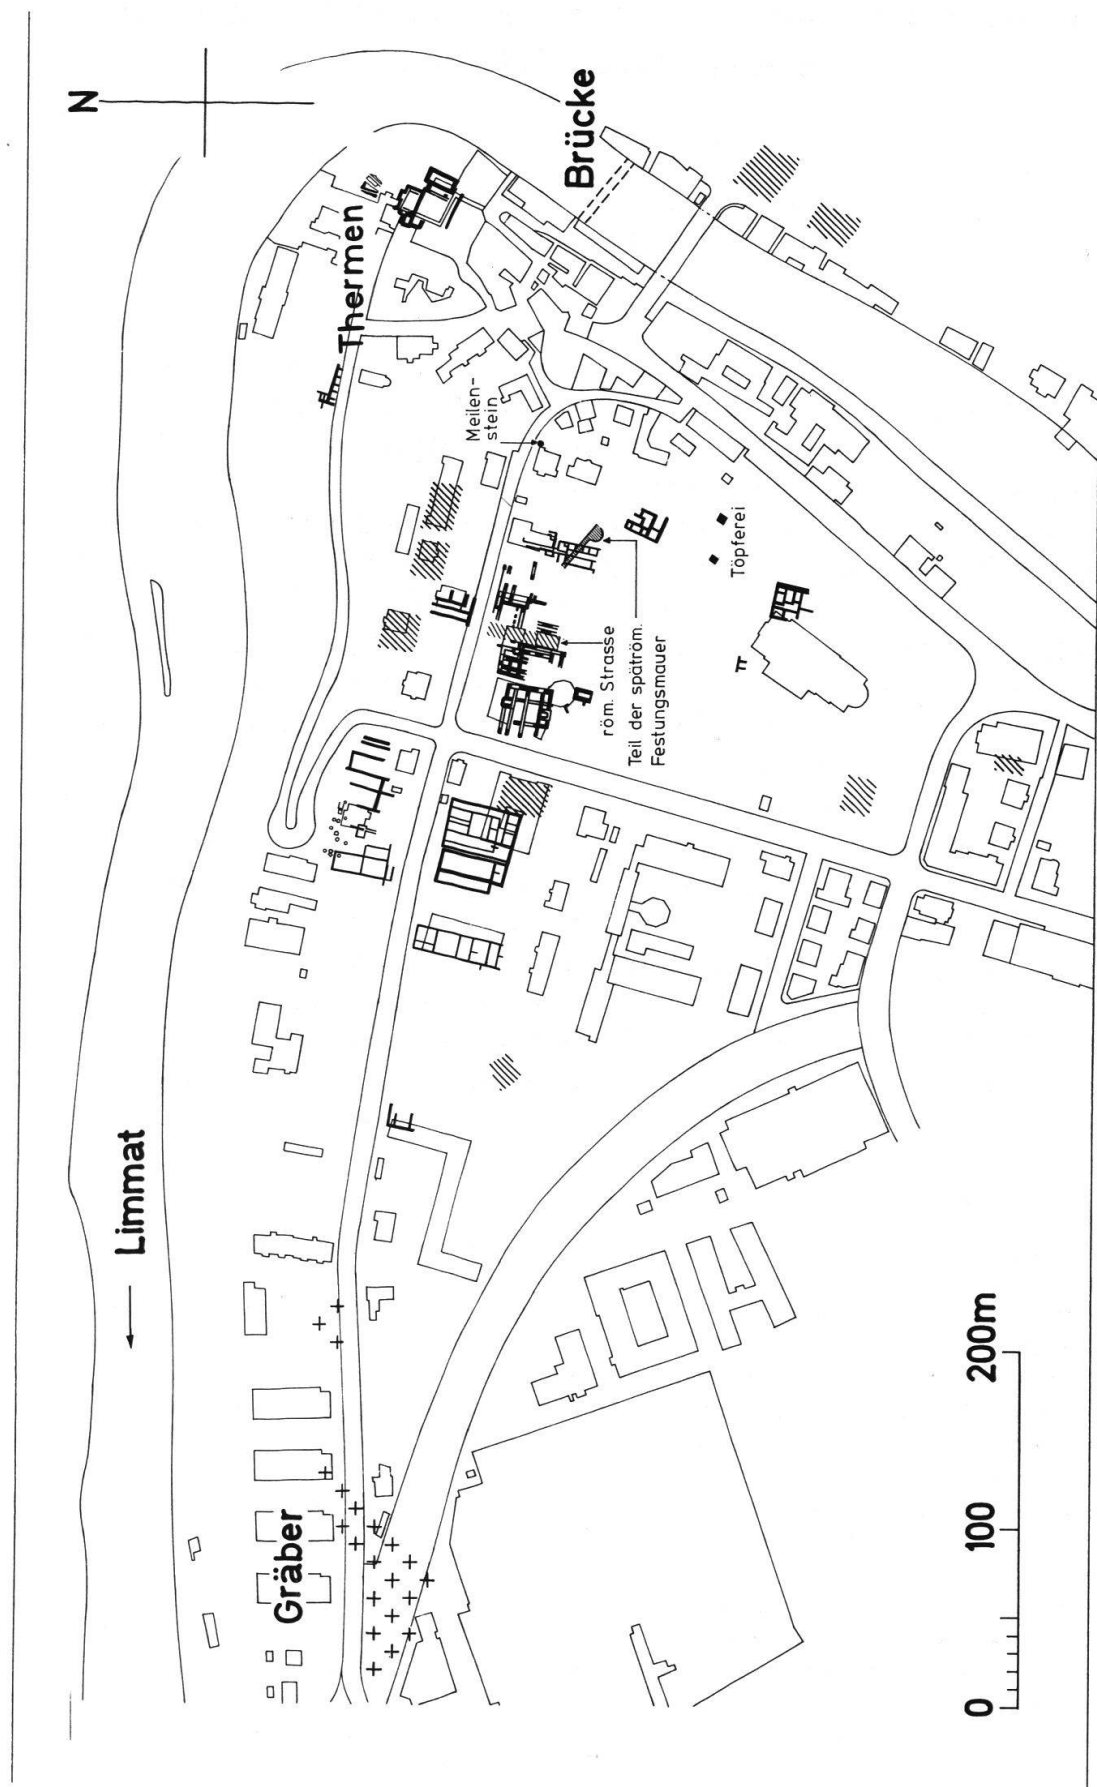 N
Brücke
Thermen
Meilen-
stein
Töpferei
röm. Strasse
Teil der spätröm.
Festungsmauer
Limmat
Gräber
0 100 200m